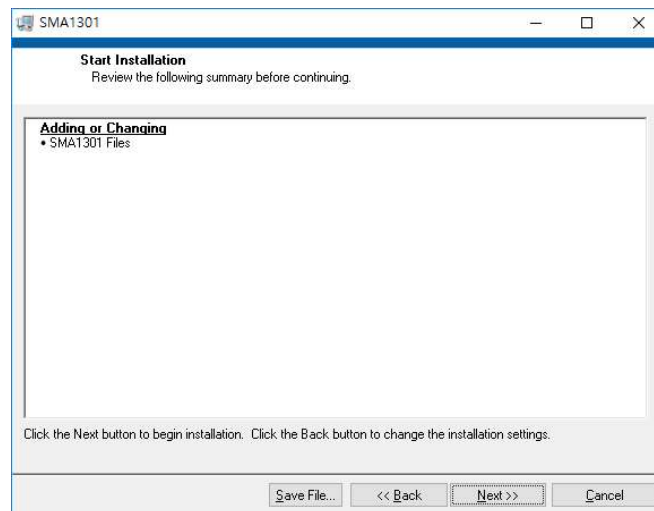 SMA1301
Start Installation
Review the following summary before continuing.
Adding or Changing
• SMA1301 Files
Click the Next button to begin installation. Click the Back button to change the installation settings.
Save File... << Back Next >> Cancel